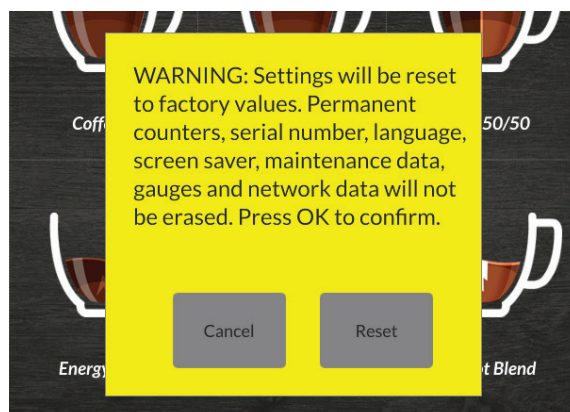 WARNING: Settings will be reset
to factory values. Permanent
counters, serial number, language,
screen saver, maintenance data,
gauges and network data will not
be erased. Press OK to confirm.
50/50
Cancel
Reset
Blend